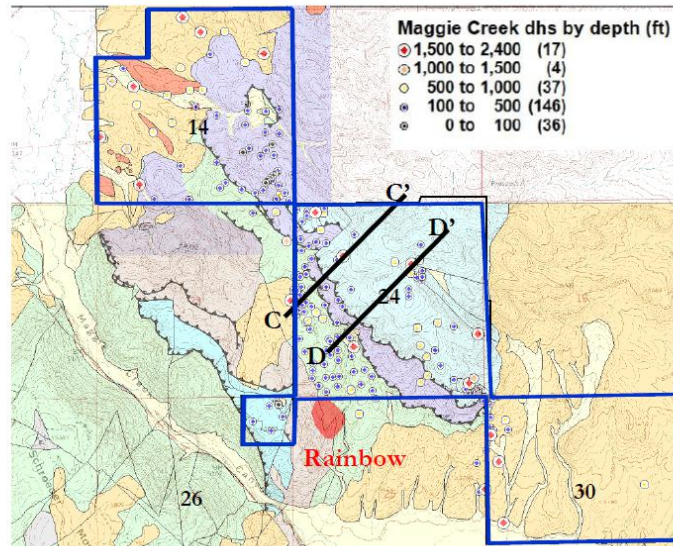 Maggie Creek dhs by depth (ft)
1,500 to 2,400 (17)
1,000 to 1,500 (4)
500 to 1,000 (37)
100 to 500 (146)
0 to 100 (36)
14
C'
D'
24
C
D
Rainbow
26
30
Schroeder